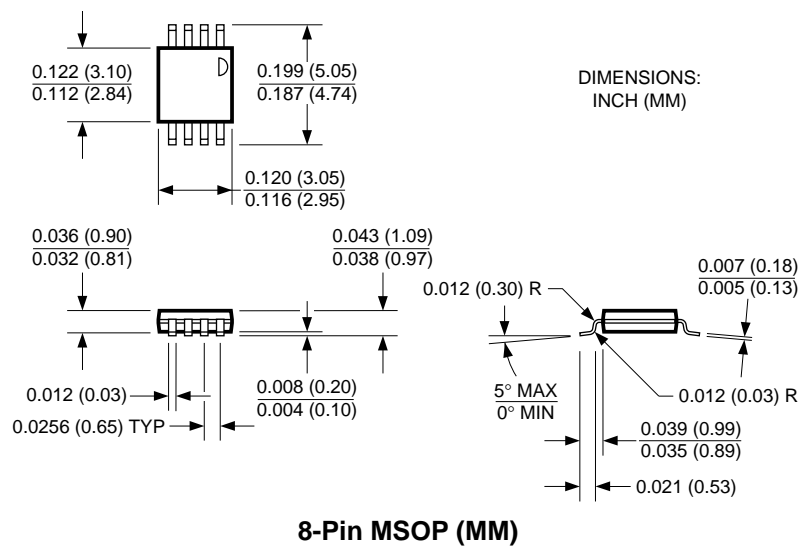 0.122 (3.10)
0.112 (2.84)
0.199 (5.05)
0.187 (4.74)
DIMENSIONS:
INCH (MM)
0.120 (3.05)
0.116 (2.95)
0.036 (0.90)
0.032 (0.81)
0.043 (1.09)
0.038 (0.97)
0.012 (0.30) R
0.007 (0.18)
0.005 (0.13)
0.012 (0.03)
0.008 (0.20)
0.004 (0.10)
5° MAX
0° MIN
0.012 (0.03) R
0.0256 (0.65) TYP
0.039 (0.99)
0.035 (0.89)
0.021 (0.53)
8-Pin MSOP (MM)